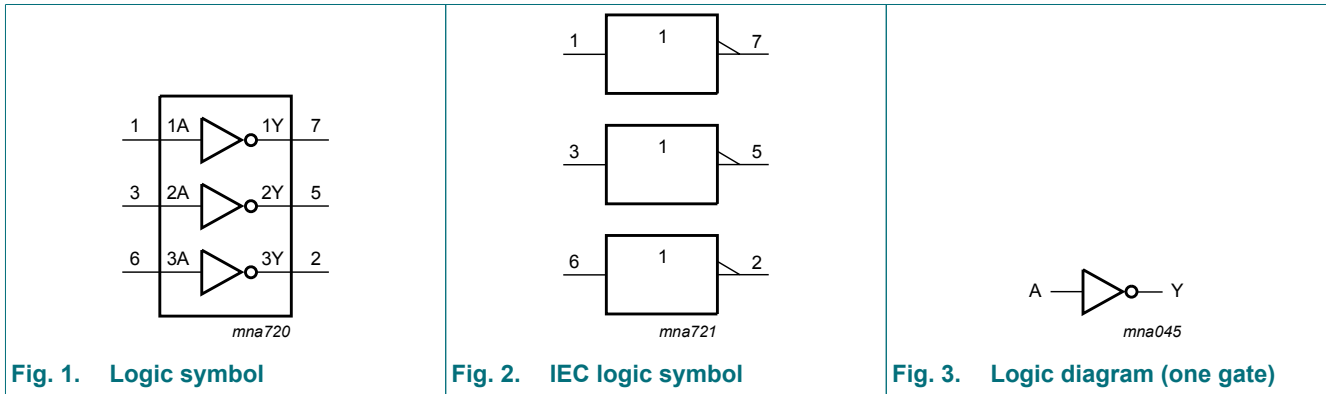 1 1A 1Y 7
3 2A 2Y 5
6 3A 3Y 2
mna720
Fig. 1. Logic symbol
1 1 7
3 1 5
6 1 2
mna721
Fig. 2. IEC logic symbol
A Y
mna045
Fig. 3. Logic diagram (one gate)